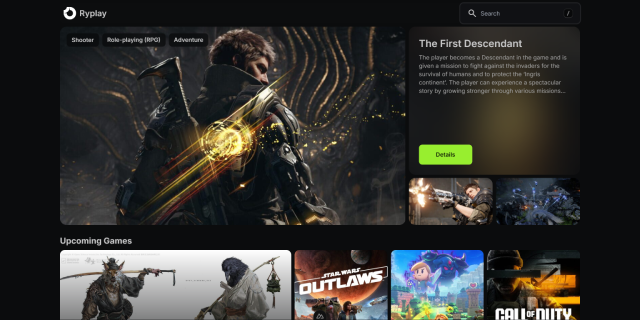 Ryplay
Search
/
Shooter
Role-playing (RPG)
Adventure
The First Descendant
The player becomes a Descendant in the game and is
given a mission to fight against the invaders for the
survival of humans and to protect the 'Ingris
continent'. The player can experience a spectacular
story by growing stronger through various missions...
Details
Upcoming Games
STAR WARS
OUTLAWS
CALL OF DUTY